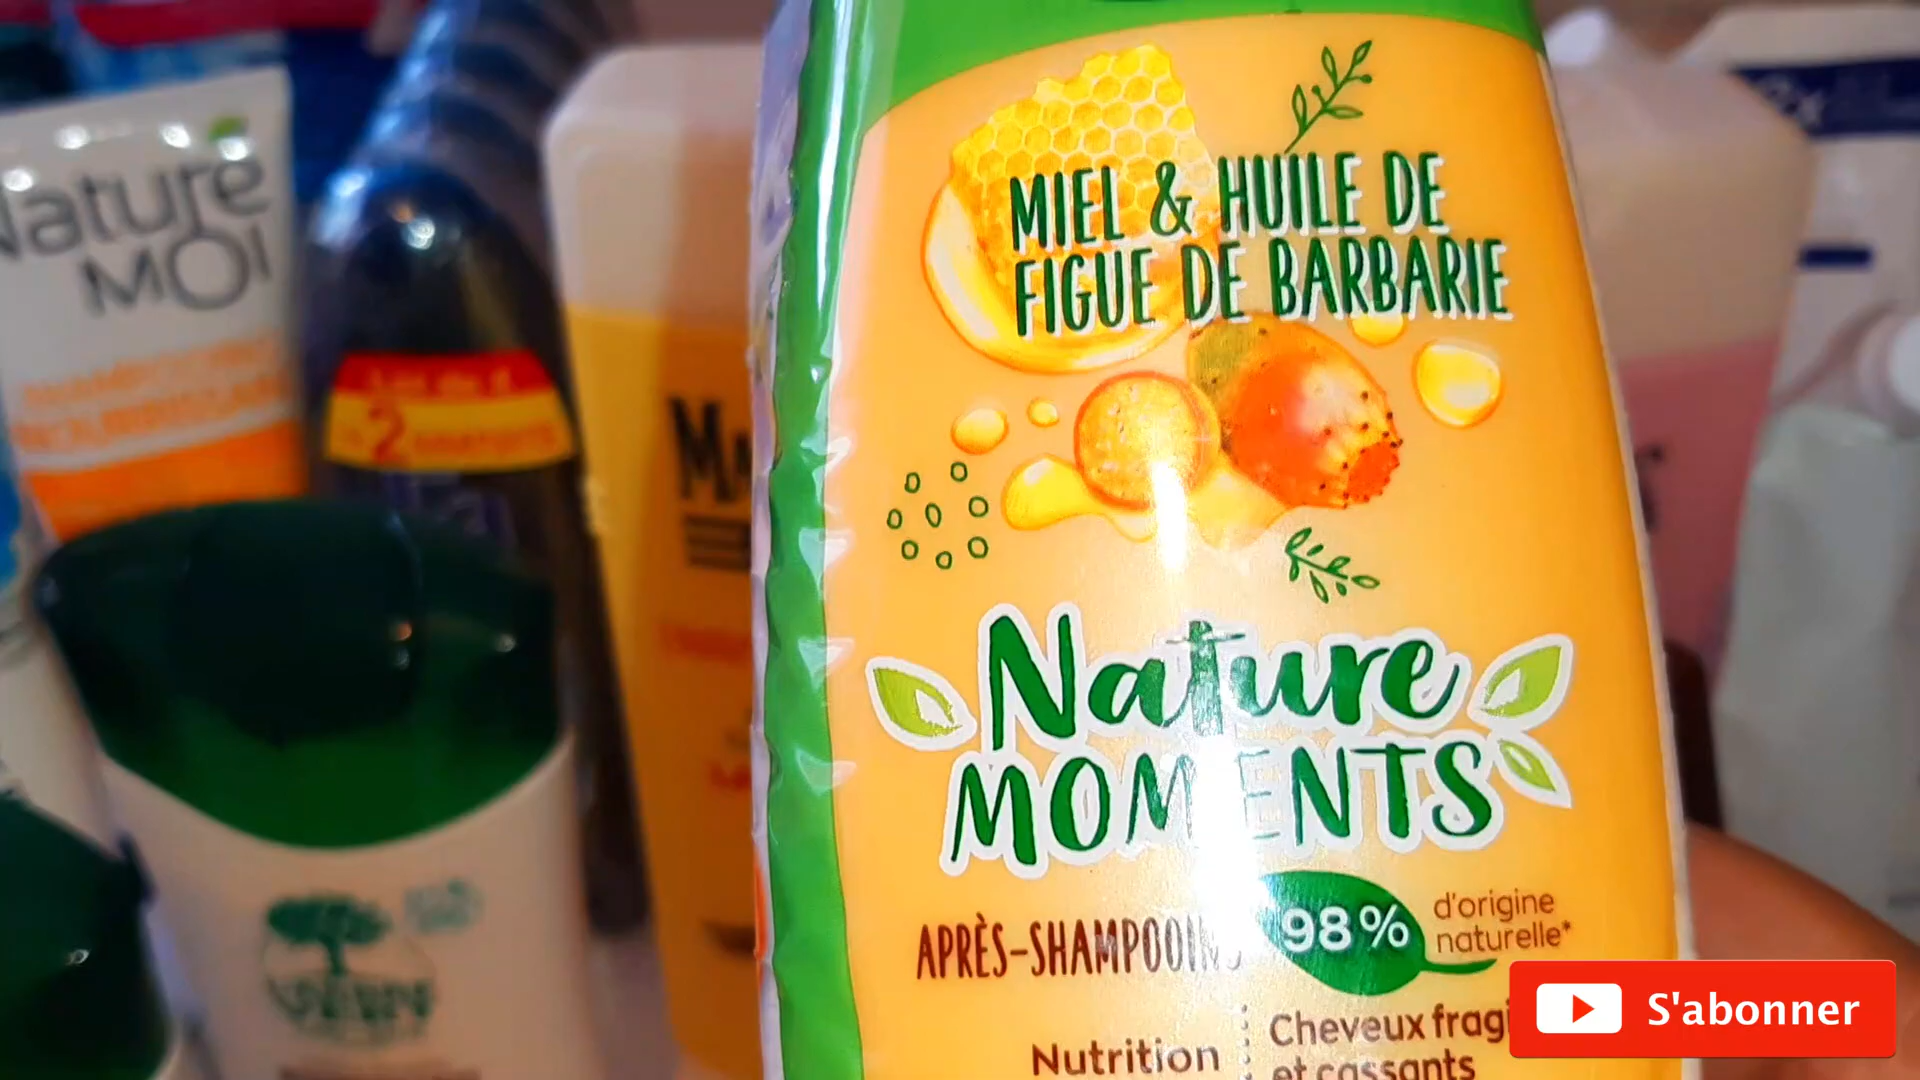 MIEL & HUILE DE
FIGUE DE BARBARIE
Nature
MOMENTS
APRÈS-SHAMPOOING
98%
d'origine
naturelle*
Nutrition
Cheveux fragi
et cassants
Nature
MOI
S'abonner